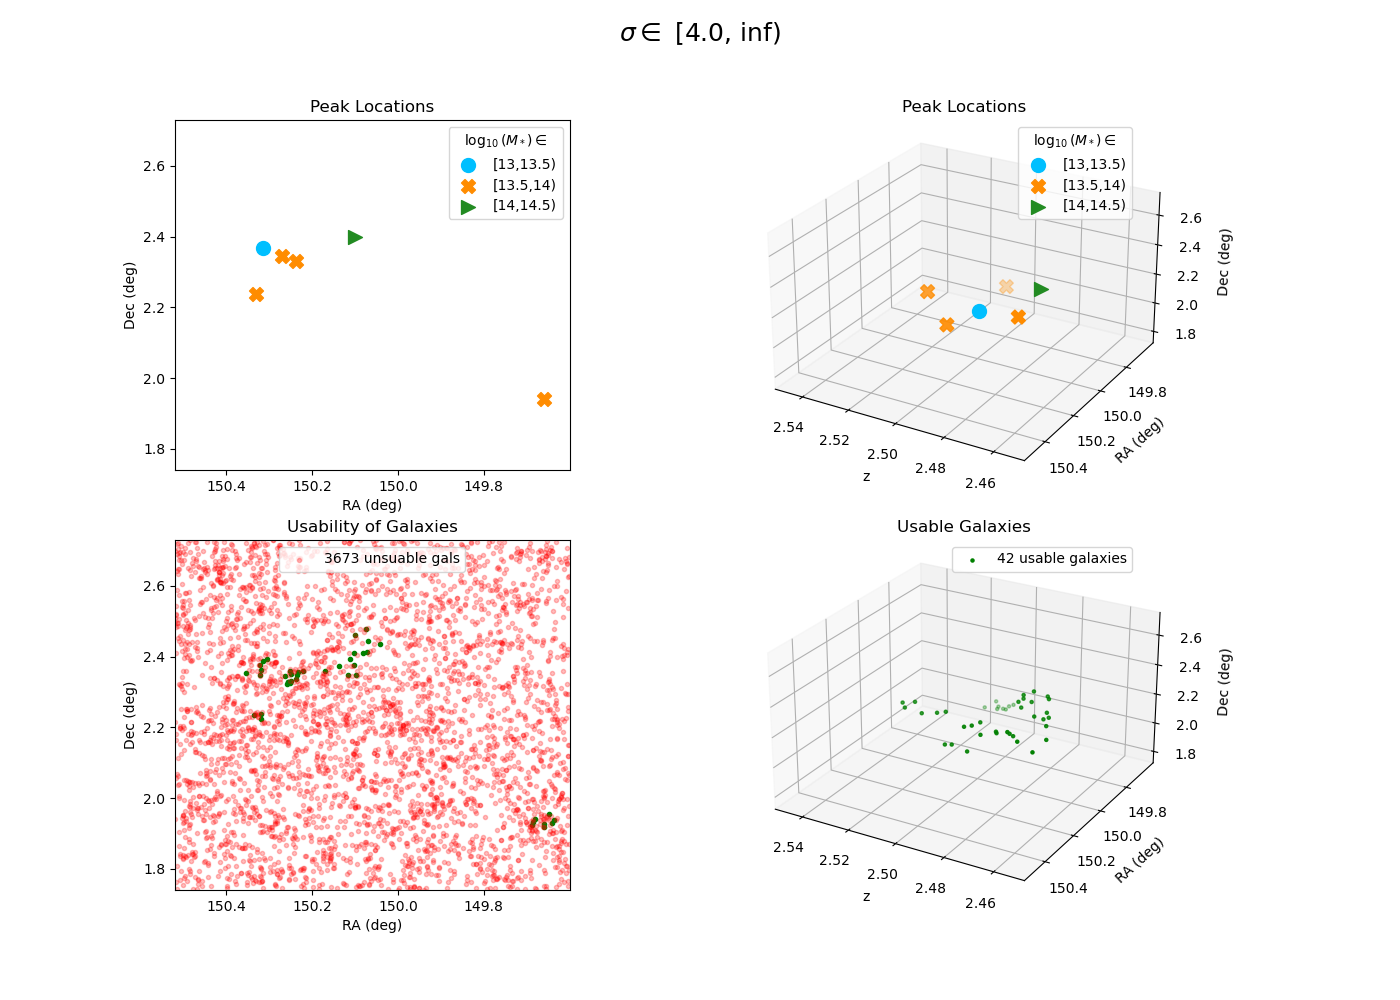 σ ∈ [4.0, inf)
Peak Locations
log₁₀(M*) ∈
[13,13.5)
[13.5,14)
[14,14.5)
2.6
2.4
2.2
2.0
1.8
Dec (deg)
150.4 150.2 150.0 149.8
RA (deg)
Peak Locations
log₁₀(M*) ∈
[13,13.5)
[13.5,14)
[14,14.5)
2.6
2.4
2.2
2.0
1.8
Dec (deg)
149.8
150.0
150.2
150.4
RA (deg)
2.54
2.52
2.50
2.48
2.46
z
Usability of Galaxies
3673 unsuable gals
2.6
2.4
2.2
2.0
1.8
Dec (deg)
150.4 150.2 150.0 149.8
RA (deg)
Usable Galaxies
42 usable galaxies
2.6
2.4
2.2
2.0
1.8
Dec (deg)
149.8
150.0
150.2
150.4
RA (deg)
2.54
2.52
2.50
2.48
2.46
z